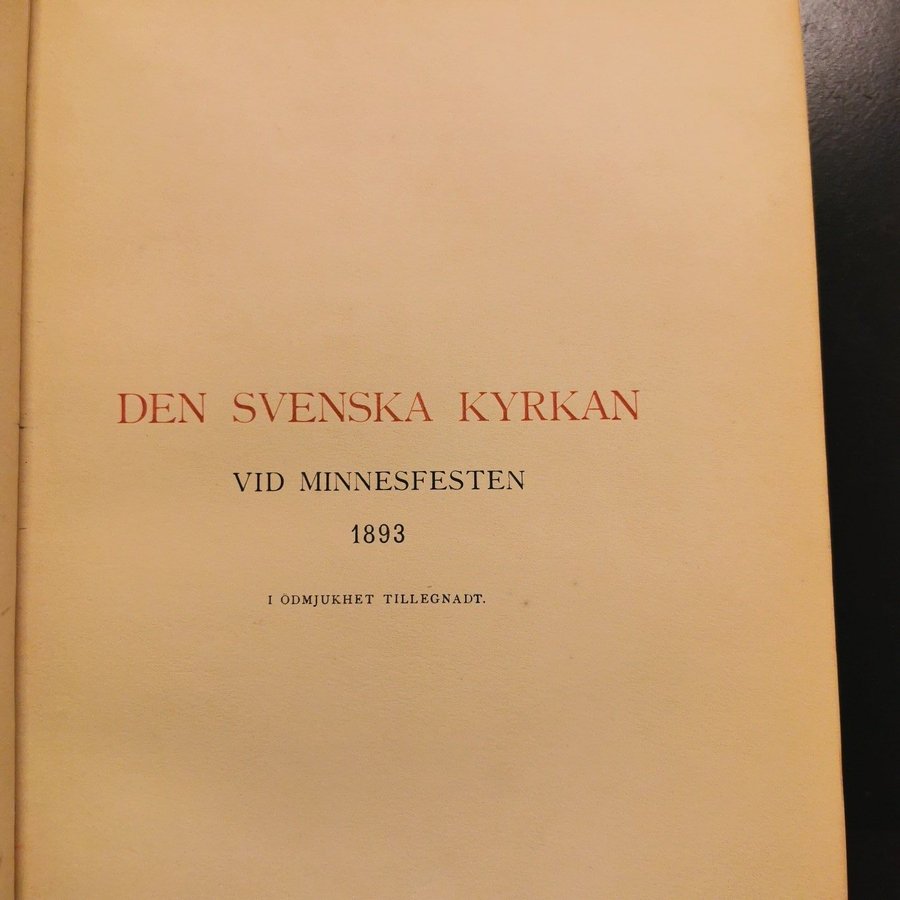 DEN SVENSKA KYRKAN
VID MINNESFESTEN
1893
I ÖDMJUKHET TILLEGNADT.